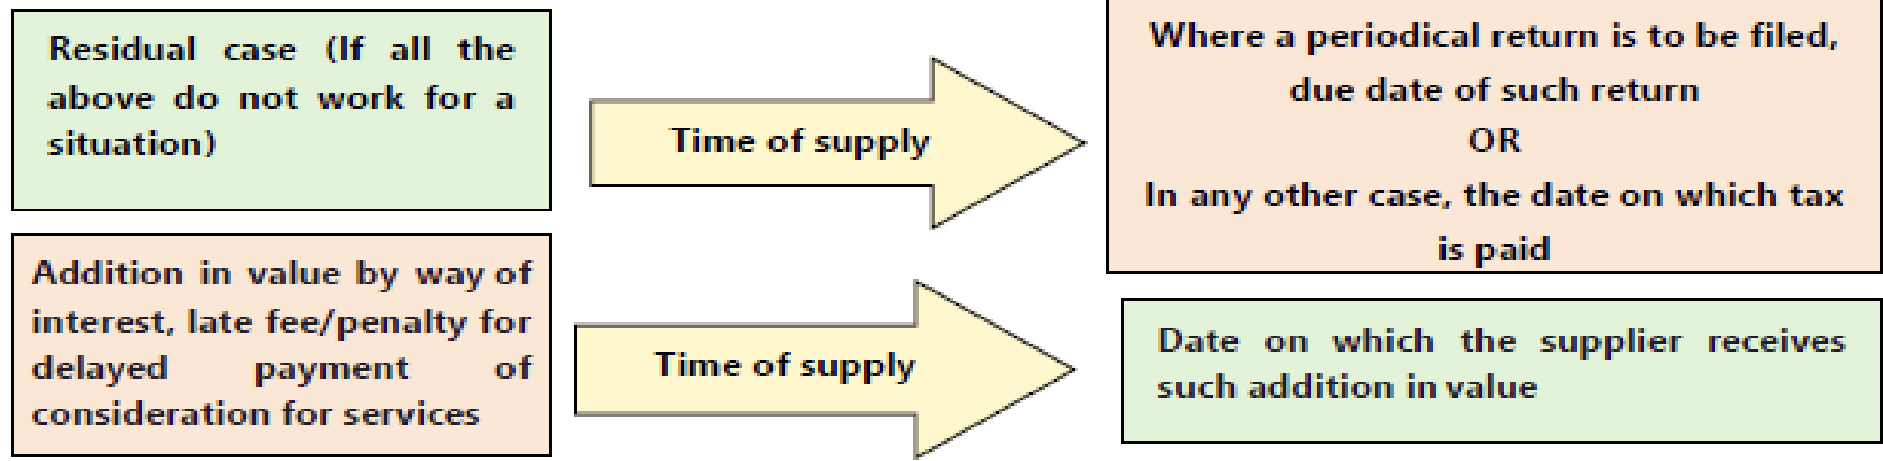 Residual case (If all the
above do not work for a
situation)
Time of supply
Where a periodical return is to be filed,
due date of such return
OR
In any other case, the date on which tax
is paid
Addition in value by way of
interest, late fee/penalty for
delayed payment of
consideration for services
Time of supply
Date on which the supplier receives
such addition in value